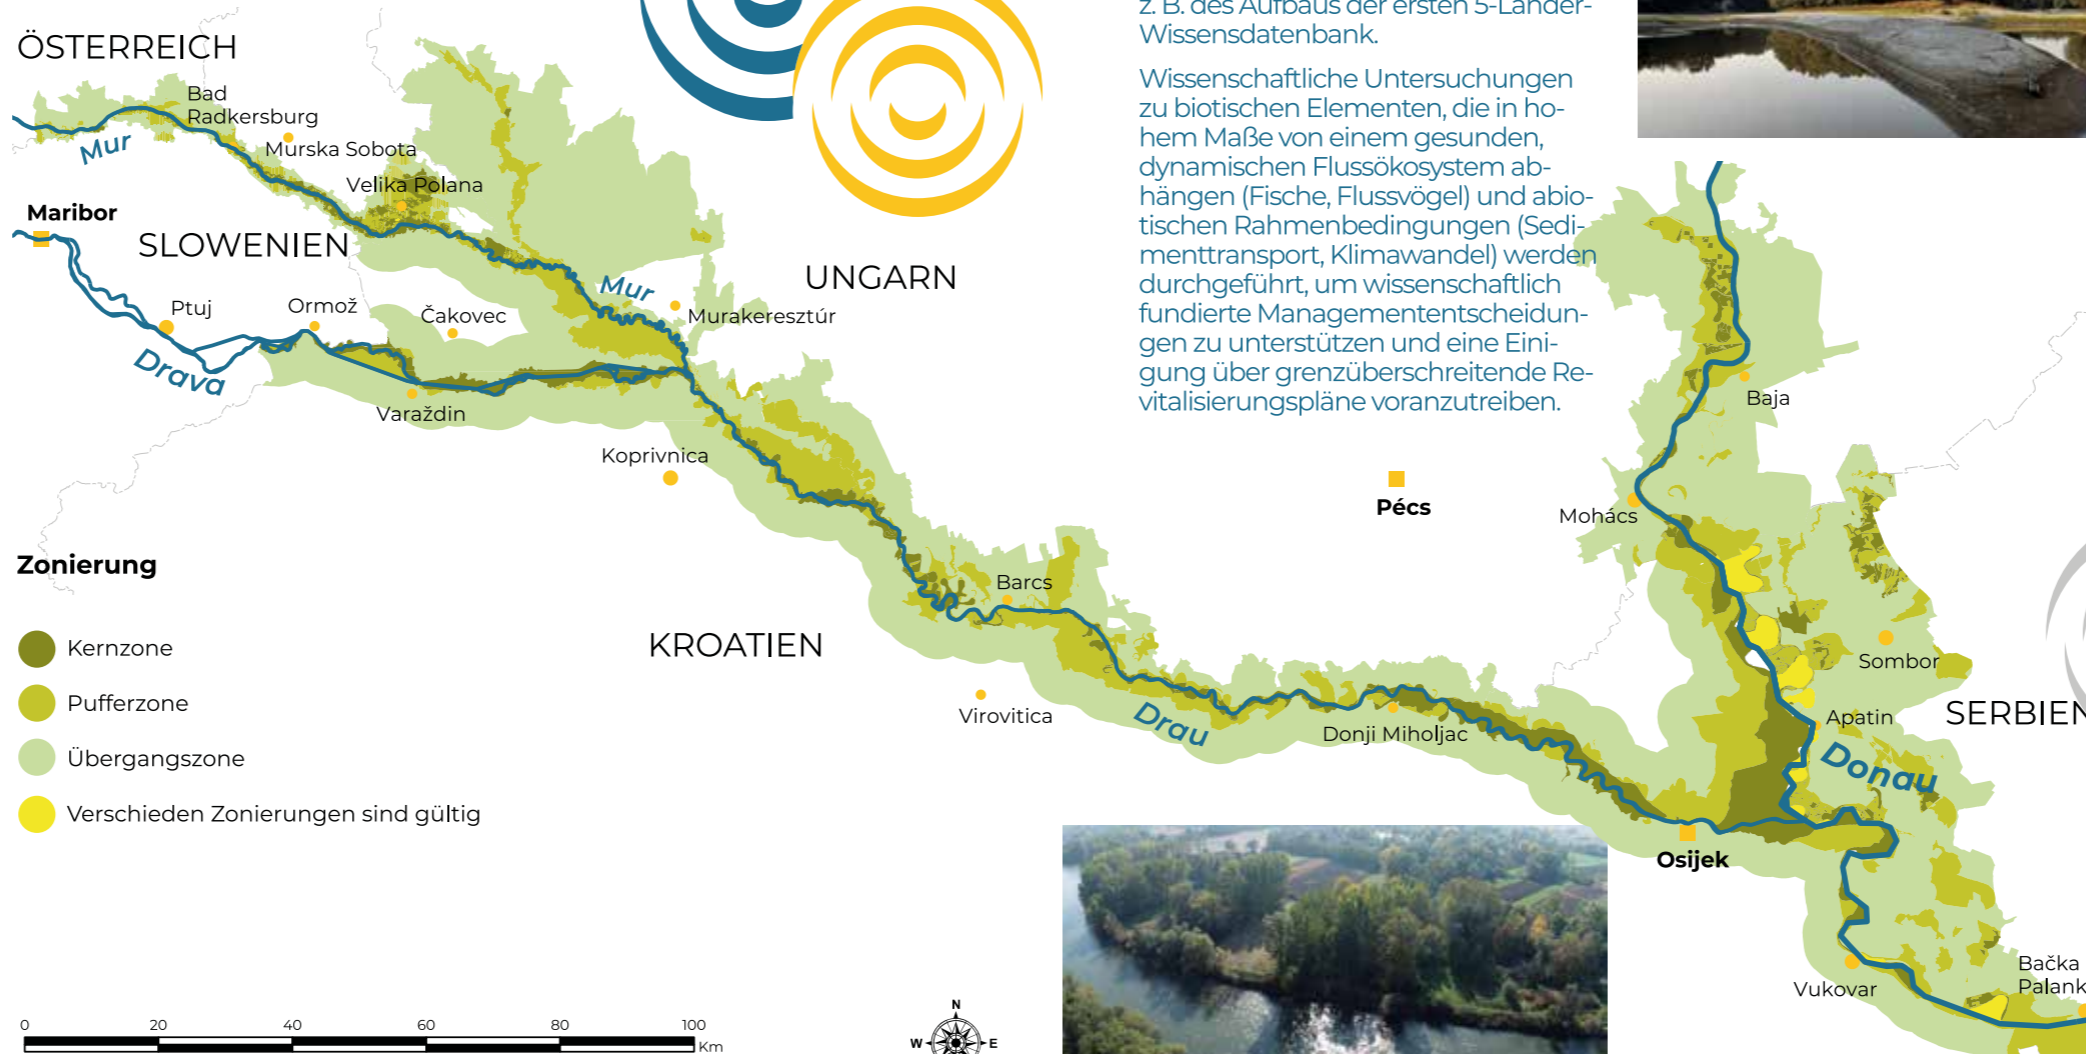 z. B. des Aufbaus der ersten 5-Länder-
Wissensdatenbank.
Wissenschaftliche Untersuchungen
zu biotischen Elementen, die in ho-
hem Maße von einem gesunden,
dynamischen Flussökosystem ab-
hängen (Fische, Flussvögel) und abio-
tischen Rahmenbedingungen (Sedi-
menttransport, Klimawandel) werden
durchgeführt, um wissenschaftlich
fundierte Managemententscheidun-
gen zu unterstützen und eine Eini-
gung über grenzüberschreitende Re-
vitalisierungspläne voranzutreiben.
ÖSTERREICH
Bad
Radkersburg
Mur
Murska Sobota
Velika Polana
Maribor
SLOWENIEN
UNGARN
Mur
Ptuj
Ormož
Čakovec
Murakeresztúr
Drava
Varaždin
Koprivnica
Baja
Pécs
Mohács
Barcs
KROATIEN
Sombor
Virovitica
Drau
Donji Miholjac
Apatin
SERBIEN
Donau
Osijek
Vukovar
Bačka
Palank
Zonierung
Kernzone
Pufferzone
Übergangszone
Verschieden Zonierungen sind gültig
0 20 40 60 80 100
Km
N
W E